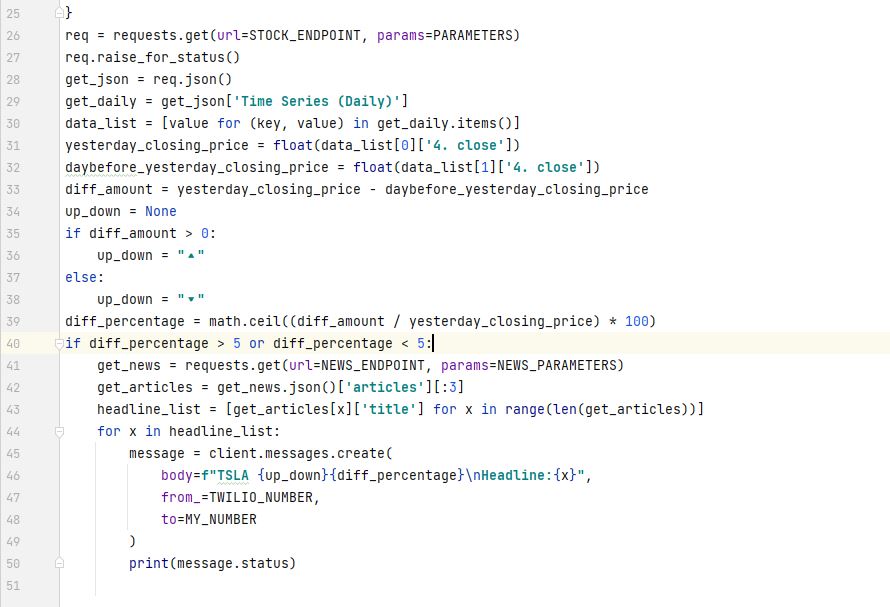 25 }
26 req = requests.get(url=STOCK_ENDPOINT, params=PARAMETERS)
27 req.raise_for_status()
28 get_json = req.json()
29 get_daily = get_json['Time Series (Daily)']
30 data_list = [value for (key, value) in get_daily.items()]
31 yesterday_closing_price = float(data_list[0]['4. close'])
32 daybefore_yesterday_closing_price = float(data_list[1]['4. close'])
33 diff_amount = yesterday_closing_price - daybefore_yesterday_closing_price
34 up_down = None
35 if diff_amount > 0:
36     up_down = "▲"
37 else:
38     up_down = "▼"
39 diff_percentage = math.ceil((diff_amount / yesterday_closing_price) * 100)
40 if diff_percentage > 5 or diff_percentage < 5:
41     get_news = requests.get(url=NEWS_ENDPOINT, params=NEWS_PARAMETERS)
42     get_articles = get_news.json()['articles'][:3]
43     headline_list = [get_articles[x]['title'] for x in range(len(get_articles))]
44     for x in headline_list:
45         message = client.messages.create(
46             body=f"TSLA {up_down}{diff_percentage}\nHeadline:{x}",
47             from_=TWILIO_NUMBER,
48             to=MY_NUMBER
49         )
50         print(message.status)
51